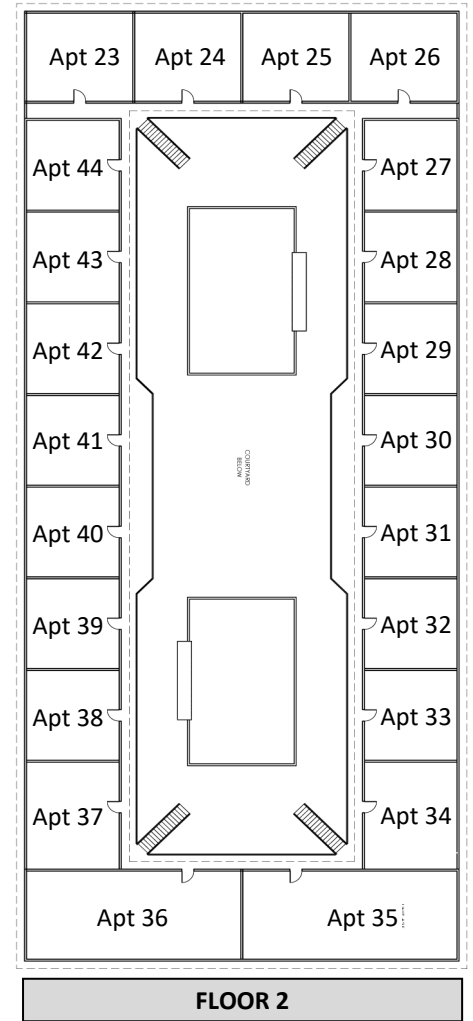 Apt 23 Apt 24 Apt 25 Apt 26
Apt 44 Apt 27
Apt 43 Apt 28
Apt 42 Apt 29
Apt 41 Apt 30
COURTYARD
BELOW
Apt 40 Apt 31
Apt 39 Apt 32
Apt 38 Apt 33
Apt 37 Apt 34
Apt 36 Apt 35
FLOOR 2